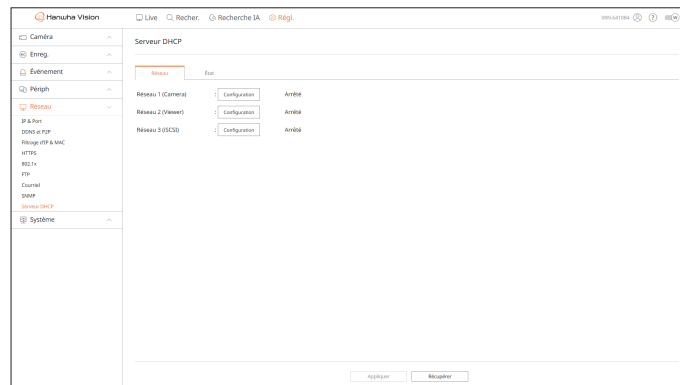 Hanwha Vision
Live Recher. Recherche IA Régl.
Caméra
Enreg.
Événement
Périph
Réseau
IP & Port
DDNS et P2P
Filtrage d'IP & MAC
HTTPS
802.1x
FTP
Courriel
SNMP
Serveur DHCP
Système
Serveur DHCP
Réseau État
Réseau 1 (Camera) : Configuration Arrêté
Réseau 2 (Viewer) : Configuration Arrêté
Réseau 3 (iSCSI) : Configuration Arrêté
Appliquer Récupérer